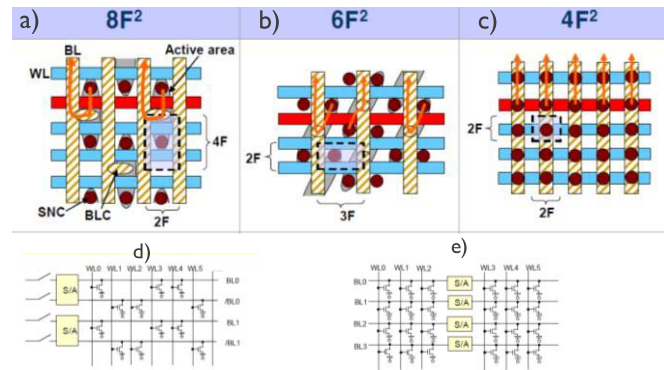 a) 8F²
b) 6F²
c) 4F²
BL
Active area
WL
4F
2F
2F
SNC
BLC
2F
3F
2F
d)
e)
WL0 WL1 WL2 WL3 WL4 WL5
S/A
BL0
/BL0
S/A
BL1
/BL1
WL0 WL1 WL2 WL3 WL4 WL5
BL0 S/A
BL1 S/A
BL2 S/A
BL3 S/A